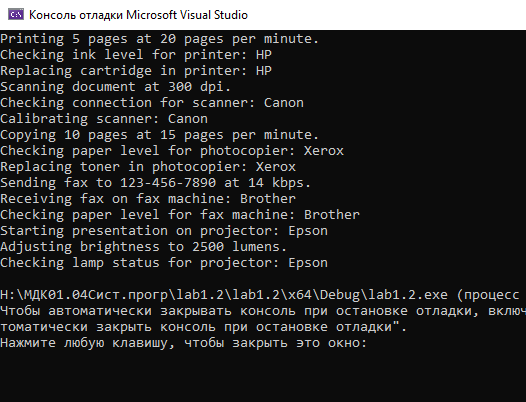 Консоль отладки Microsoft Visual Studio
Printing 5 pages at 20 pages per minute.
Checking ink level for printer: HP
Replacing cartridge in printer: HP
Scanning document at 300 dpi.
Checking connection for scanner: Canon
Calibrating scanner: Canon
Copying 10 pages at 15 pages per minute.
Checking paper level for photocopier: Xerox
Replacing toner in photocopier: Xerox
Sending fax to 123-456-7890 at 14 kbps.
Receiving fax on fax machine: Brother
Checking paper level for fax machine: Brother
Starting presentation on projector: Epson
Adjusting brightness to 2500 lumens.
Checking lamp status for projector: Epson
H:\МДК01.04Сист.прогр\lab1.2\lab1.2\x64\Debug\lab1.2.exe (процесс
Чтобы автоматически закрывать консоль при остановке отладки, включ
томатически закрыть консоль при остановке отладки".
Нажмите любую клавишу, чтобы закрыть это окно: